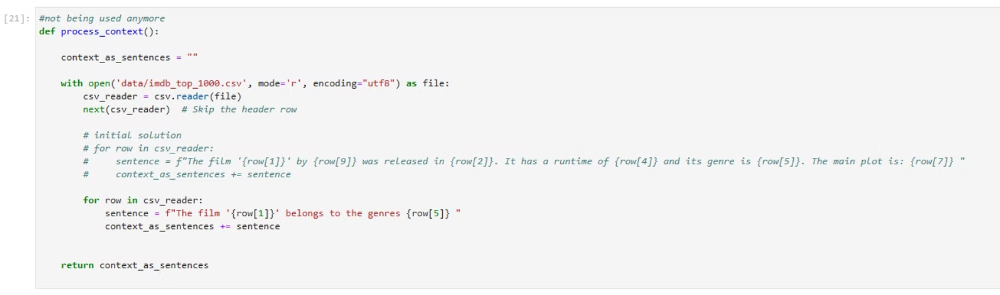 [21]: #not being used anymore
def process_context():
context_as_sentences = ""
with open('data/imdb_top_1000.csv', mode='r', encoding="utf8") as file:
csv_reader = csv.reader(file)
next(csv_reader)  # Skip the header row
# initial solution
# for row in csv_reader:
#     sentence = f"The film '{row[1]}' by {row[9]} was released in {row[2]}. It has a runtime of {row[4]} and its genre is {row[5]}. The main plot is: {row[7]} "
#     context_as_sentences += sentence
for row in csv_reader:
sentence = f"The film '{row[1]}' belongs to the genres {row[5]} "
context_as_sentences += sentence
return context_as_sentences